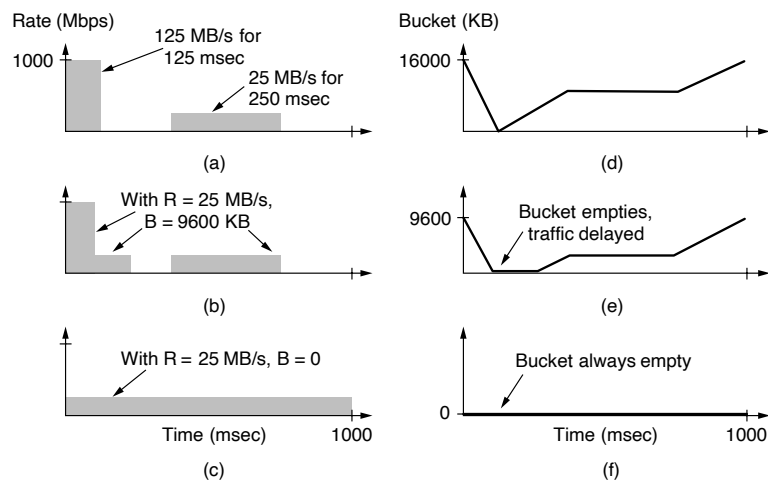 Rate (Mbps)
1000
125 MB/s for
125 msec
25 MB/s for
250 msec
(a)
Bucket (KB)
16000
(d)
With R = 25 MB/s,
B = 9600 KB
(b)
9600
Bucket empties,
traffic delayed
(e)
With R = 25 MB/s, B = 0
Time (msec)
1000
(c)
Bucket always empty
0
Time (msec)
1000
(f)